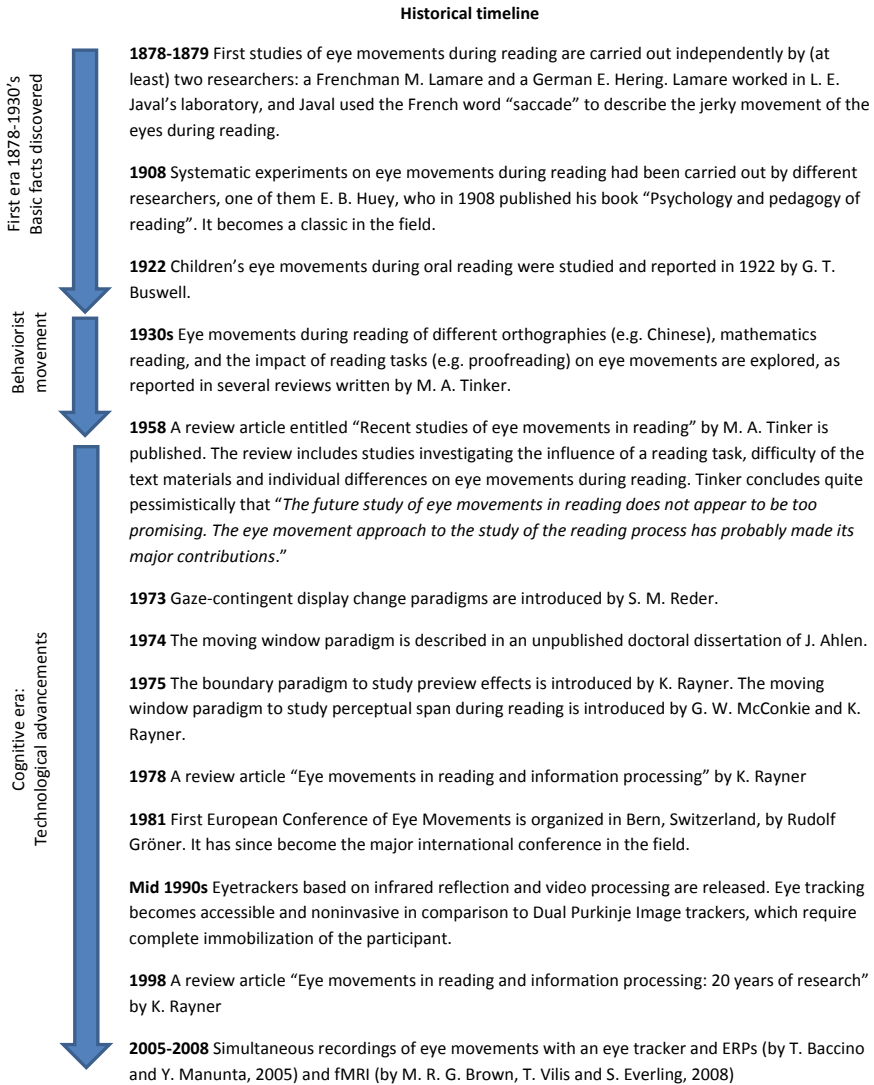 Historical timeline
First era 1878-1930’s
Basic facts discovered
1878-1879 First studies of eye movements during reading are carried out independently by (at
least) two researchers: a Frenchman M. Lamare and a German E. Hering. Lamare worked in L. E.
Javal’s laboratory, and Javal used the French word “saccade” to describe the jerky movement of the
eyes during reading.
1908 Systematic experiments on eye movements during reading had been carried out by different
researchers, one of them E. B. Huey, who in 1908 published his book “Psychology and pedagogy of
reading”. It becomes a classic in the field.
1922 Children’s eye movements during oral reading were studied and reported in 1922 by G. T.
Buswell.
Behaviorist
movement
1930s Eye movements during reading of different orthographies (e.g. Chinese), mathematics
reading, and the impact of reading tasks (e.g. proofreading) on eye movements are explored, as
reported in several reviews written by M. A. Tinker.
Cognitive era:
Technological advancements
1958 A review article entitled “Recent studies of eye movements in reading” by M. A. Tinker is
published. The review includes studies investigating the influence of a reading task, difficulty of the
text materials and individual differences on eye movements during reading. Tinker concludes quite
pessimistically that “The future study of eye movements in reading does not appear to be too
promising. The eye movement approach to the study of the reading process has probably made its
major contributions.”
1973 Gaze-contingent display change paradigms are introduced by S. M. Reder.
1974 The moving window paradigm is described in an unpublished doctoral dissertation of J. Ahlen.
1975 The boundary paradigm to study preview effects is introduced by K. Rayner. The moving
window paradigm to study perceptual span during reading is introduced by G. W. McConkie and K.
Rayner.
1978 A review article “Eye movements in reading and information processing” by K. Rayner
1981 First European Conference of Eye Movements is organized in Bern, Switzerland, by Rudolf
Gröner. It has since become the major international conference in the field.
Mid 1990s Eyetrackers based on infrared reflection and video processing are released. Eye tracking
becomes accessible and noninvasive in comparison to Dual Purkinje Image trackers, which require
complete immobilization of the participant.
1998 A review article “Eye movements in reading and information processing: 20 years of research”
by K. Rayner
2005-2008 Simultaneous recordings of eye movements with an eye tracker and ERPs (by T. Baccino
and Y. Manunta, 2005) and fMRI (by M. R. G. Brown, T. Vilis and S. Everling, 2008)